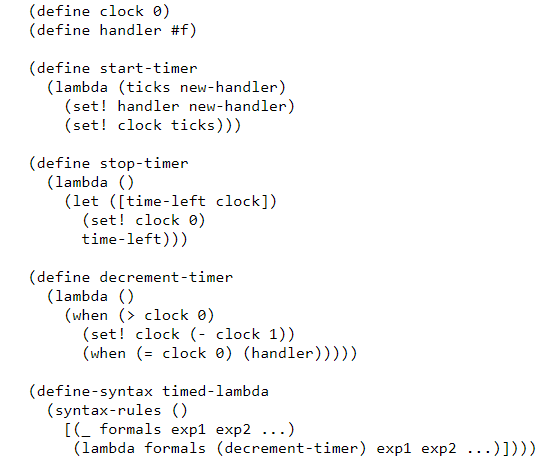 (define clock 0)
(define handler #f)

(define start-timer
  (lambda (ticks new-handler)
    (set! handler new-handler)
    (set! clock ticks)))

(define stop-timer
  (lambda ()
    (let ([time-left clock])
      (set! clock 0)
      time-left)))

(define decrement-timer
  (lambda ()
    (when (> clock 0)
      (set! clock (- clock 1))
      (when (= clock 0) (handler)))))

(define-syntax timed-lambda
  (syntax-rules ()
    [(_ formals exp1 exp2 ...)
     (lambda formals (decrement-timer) exp1 exp2 ...)])))